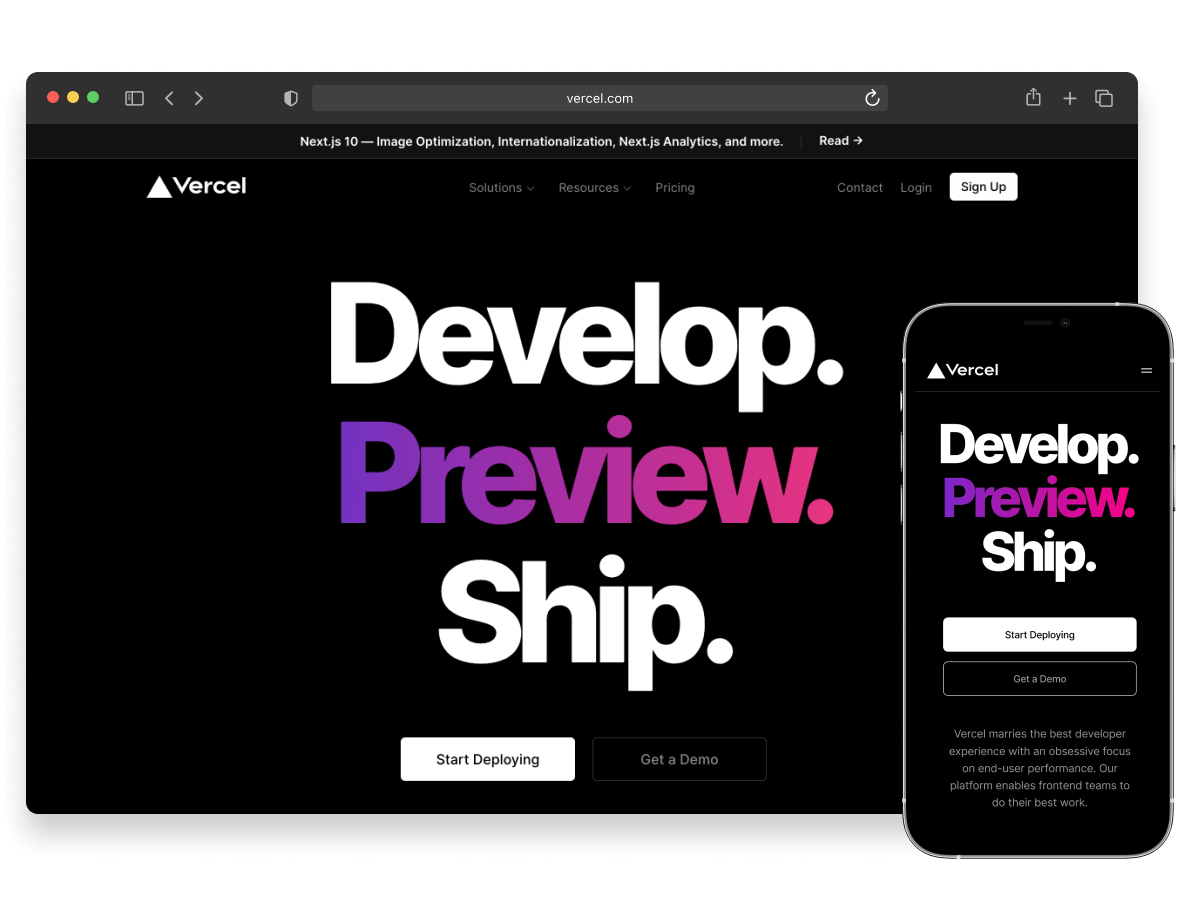 vercel.com
Next.js 10 — Image Optimization, Internationalization, Next.js Analytics, and more. Read →
Vercel Solutions Resources Pricing Contact Login Sign Up
Develop.
Preview.
Ship.
Start Deploying Get a Demo
Vercel
Develop.
Preview.
Ship.
Start Deploying
Get a Demo
Vercel marries the best developer
experience with an obsessive focus
on end-user performance. Our
platform enables frontend teams to
do their best work.